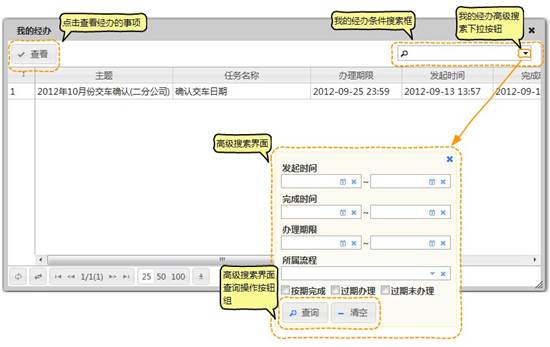 点击查看经办的事项
我的经办条件搜索框
我的经办高级搜
索下拉按钮
我的经办
查看
主题 任务名称 办理期限 发起时间 完成
1 2012年10月份交车确认(二分公司) 确认交车日期 2012-09-25 23:59 2012-09-13 13:57 2012-09-1
高级搜素界面
发起时间
~
完成时间
~
办理期限
~
所属流程
按期完成 过期办理 过期未办理
查询 清空
高级搜素界面
查询操作按钮
组
1/1(1) 25 50 100